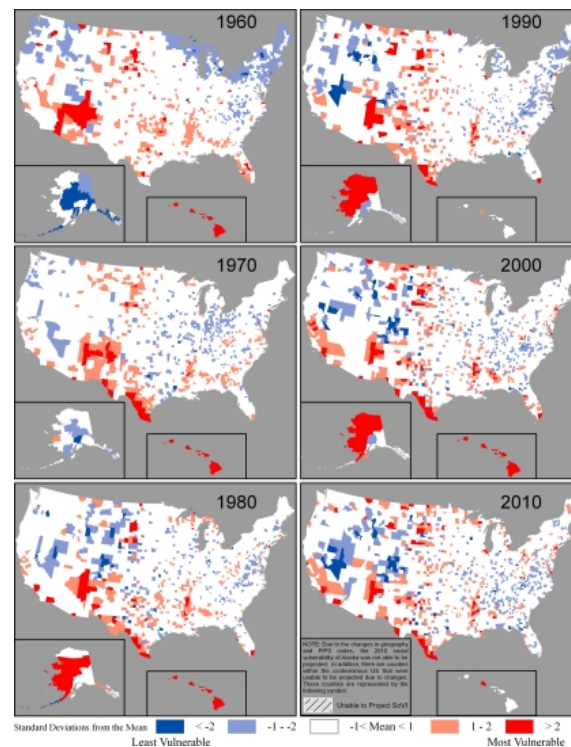 1960
1990
1970
2000
1980
2010
NOTE: Due to the changes in geography
and FIPS codes, the 2010 social
vulnerability of Alaska was not able to be
projected. In addition, there are counties
within the conterminous US that were
unable to be projected due to changes.
These counties are represented by the
following symbol:
Unable to Project SoVI
Standard Deviations from the Mean < -2 -1 - -2 -1< Mean < 1 1 - 2 > 2
Least Vulnerable Most Vulnerable